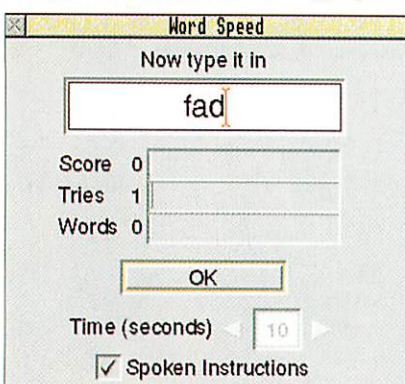 Word Speed
Now type it in
fad
Score 0
Tries 1
Words 0
OK
Time (seconds) 10
Spoken Instructions